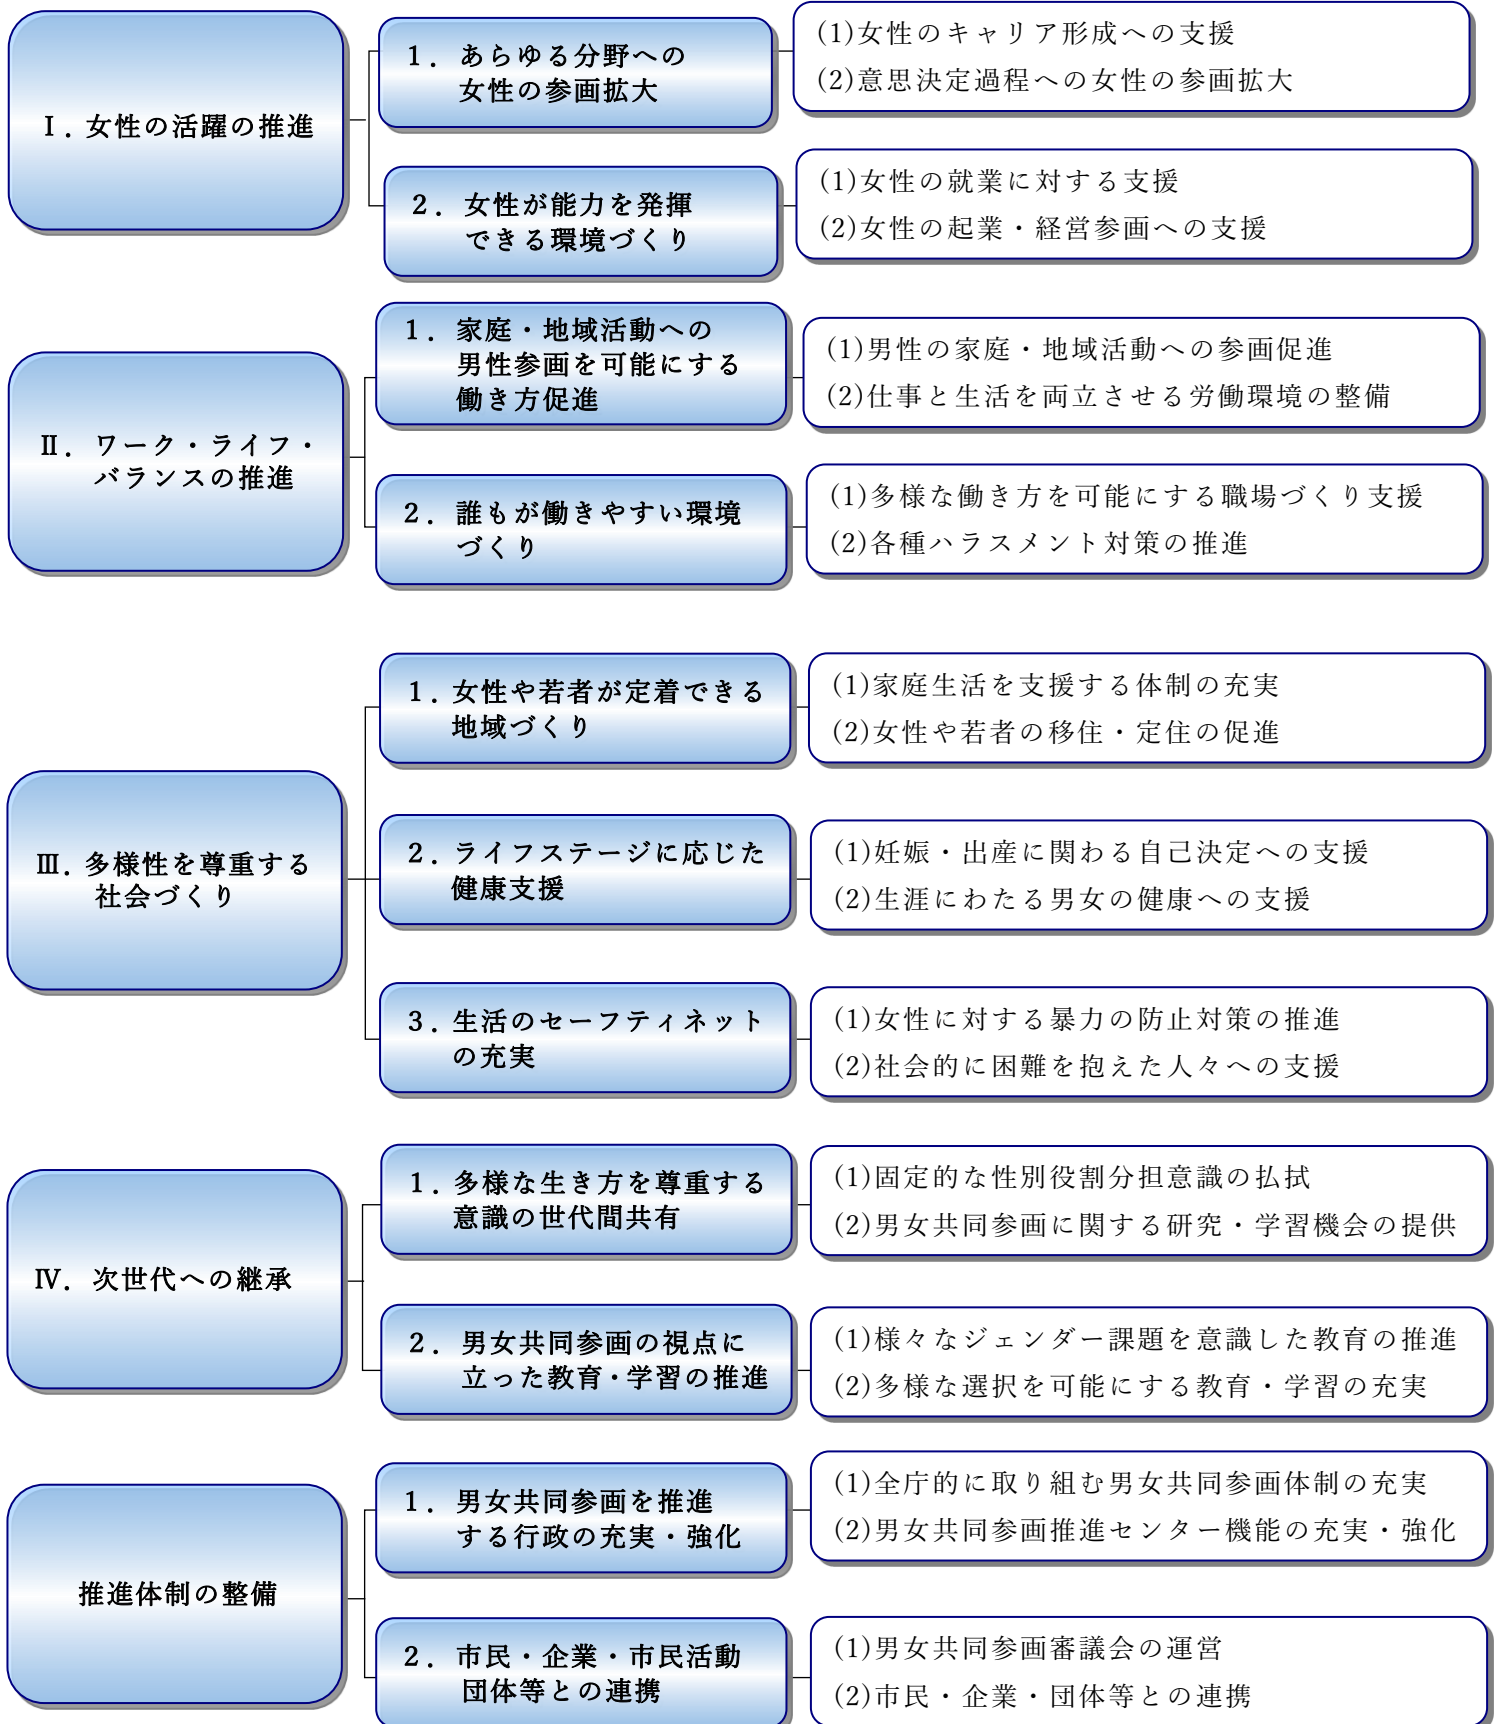 Ⅰ．女性の活躍の推進
１．あらゆる分野への
女性の参画拡大
(1)女性のキャリア形成への支援
(2)意思決定過程への女性の参画拡大
２．女性が能力を発揮
できる環境づくり
(1)女性の就業に対する支援
(2)女性の起業・経営参画への支援
Ⅱ．ワーク・ライフ・
バランスの推進
１．家庭・地域活動への
男性参画を可能にする
働き方促進
(1)男性の家庭・地域活動への参画促進
(2)仕事と生活を両立させる労働環境の整備
２．誰もが働きやすい環境
づくり
(1)多様な働き方を可能にする職場づくり支援
(2)各種ハラスメント対策の推進
Ⅲ．多様性を尊重する
社会づくり
１．女性や若者が定着できる
地域づくり
(1)家庭生活を支援する体制の充実
(2)女性や若者の移住・定住の促進
２．ライフステージに応じた
健康支援
(1)妊娠・出産に関わる自己決定への支援
(2)生涯にわたる男女の健康への支援
３．生活のセーフティネット
の充実
(1)女性に対する暴力の防止対策の推進
(2)社会的に困難を抱えた人々への支援
Ⅳ．次世代への継承
１．多様な生き方を尊重する
意識の世代間共有
(1)固定的な性別役割分担意識の払拭
(2)男女共同参画に関する研究・学習機会の提供
２．男女共同参画の視点に
立った教育・学習の推進
(1)様々なジェンダー課題を意識した教育の推進
(2)多様な選択を可能にする教育・学習の充実
推進体制の整備
１．男女共同参画を推進
する行政の充実・強化
(1)全庁的に取り組む男女共同参画体制の充実
(2)男女共同参画推進センター機能の充実・強化
２．市民・企業・市民活動
団体等との連携
(1)男女共同参画審議会の運営
(2)市民・企業・団体等との連携